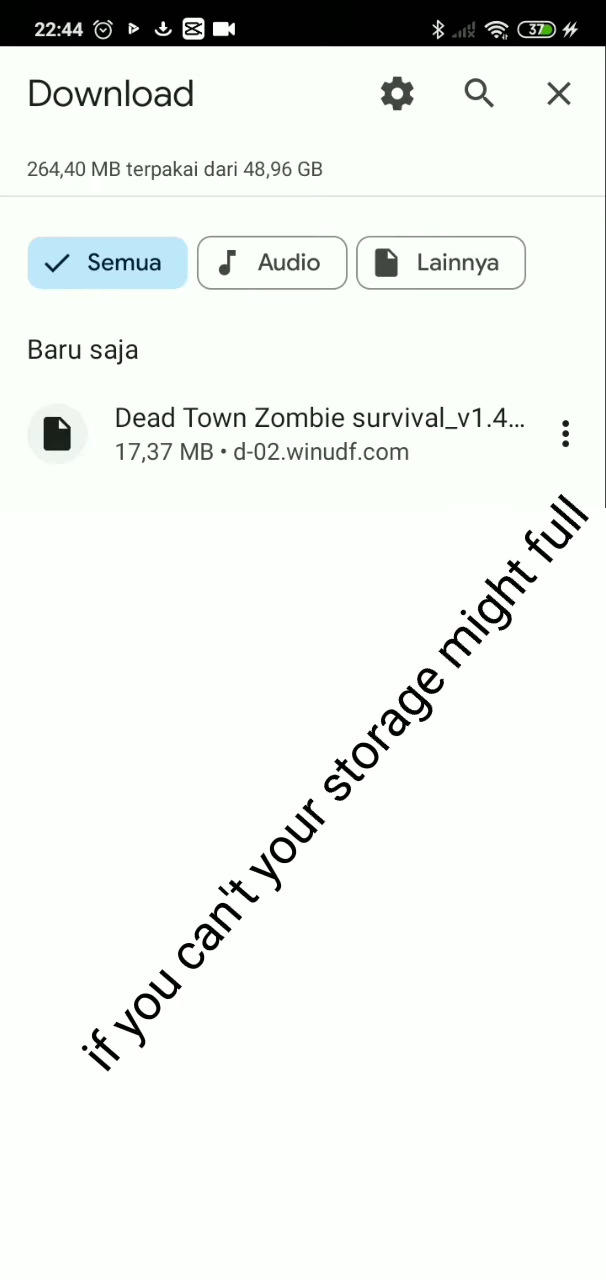 22:44
37
Download
264,40 MB terpakai dari 48,96 GB
Semua
Audio
Lainnya
Baru saja
Dead Town Zombie survival_v1.4...
17,37 MB • d-02.winudf.com
if you can't your storage might full